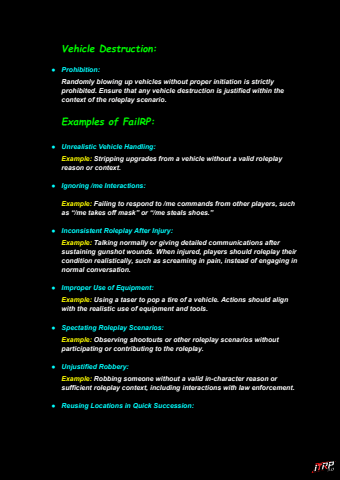 Vehicle Destruction:
● Prohibition:
Randomly blowing up vehicles without proper initiation is strictly
prohibited. Ensure that any vehicle destruction is justified within the
context of the roleplay scenario.
Examples of FailRP:
● Unrealistic Vehicle Handling:
Example: Stripping upgrades from a vehicle without a valid roleplay
reason or context.
● Ignoring /me Interactions:
Example: Failing to respond to /me commands from other players, such
as "/me takes off mask" or "/me steals shoes."
● Inconsistent Roleplay After Injury:
Example: Talking normally or giving detailed communications after
sustaining gunshot wounds. When injured, players should roleplay their
condition realistically, such as screaming in pain, instead of engaging in
normal conversation.
● Improper Use of Equipment:
Example: Using a taser to pop a tire of a vehicle. Actions should align
with the realistic use of equipment and tools.
● Spectating Roleplay Scenarios:
Example: Observing shootouts or other roleplay scenarios without
participating or contributing to the roleplay.
● Unjustified Robbery:
Example: Robbing someone without a valid in-character reason or
sufficient roleplay context, including interactions with law enforcement.
● Reusing Locations in Quick Succession: